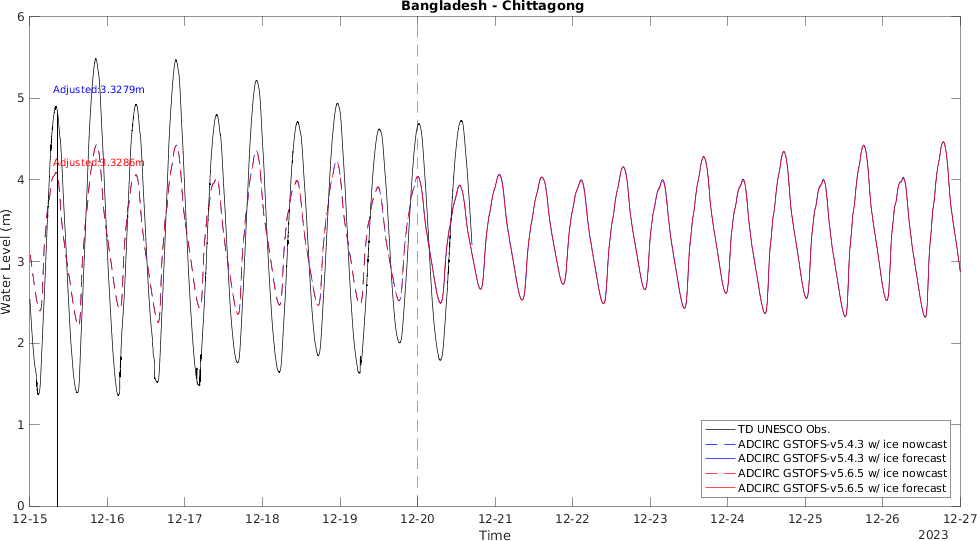 Bangladesh - Chittagong
6
5
4
3
2
1
0
Water Level (m)
Adjusted:3.3279m
Adjusted:3.3286m
TD UNESCO Obs.
ADCIRC GSTOFS-v5.4.3 w/ ice nowcast
ADCIRC GSTOFS-v5.4.3 w/ ice forecast
ADCIRC GSTOFS-v5.6.5 w/ ice nowcast
ADCIRC GSTOFS-v5.6.5 w/ ice forecast
12-15 12-16 12-17 12-18 12-19 12-20 12-21 12-22 12-23 12-24 12-25 12-26 12-27
Time
2023